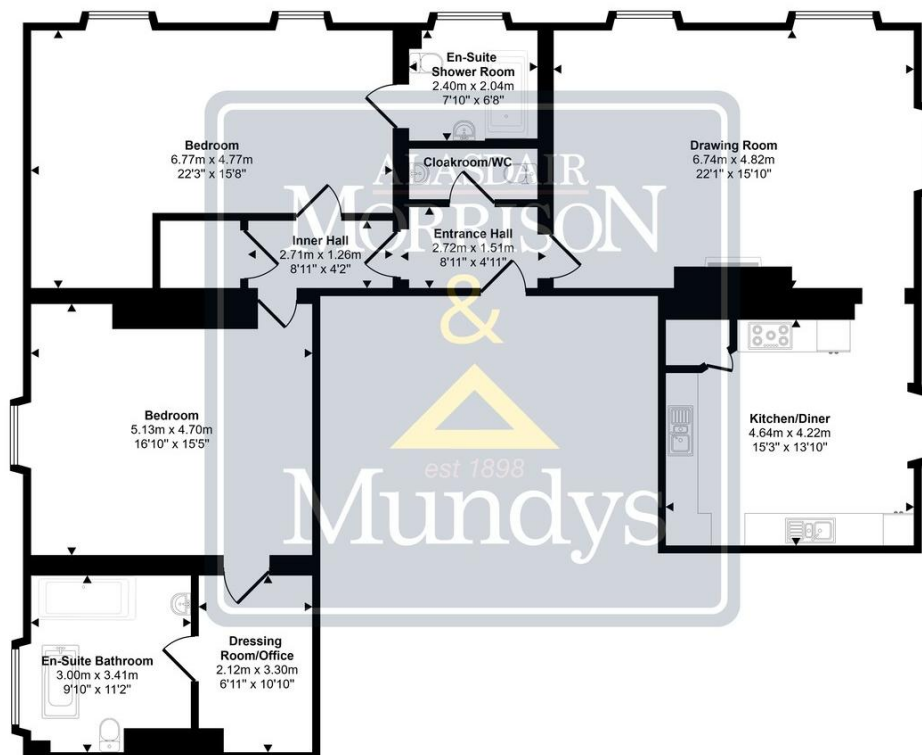 En-Suite
Shower Room
2.40m x 2.04m
7'10" x 6'8"
Bedroom
6.77m x 4.77m
22'3" x 15'8"
Drawing Room
6.74m x 4.82m
22'1" x 15'10"
Cloakroom/WC
ALASDAIR
MORRISON
Inner Hall
2.71m x 1.26m
8'11" x 4'2"
Entrance Hall
2.72m x 1.51m
8'11" x 4'11"
&
Bedroom
5.13m x 4.70m
16'10" x 15'5"
Kitchen/Diner
4.64m x 4.22m
15'3" x 13'10"
est 1898
Mundys
En-Suite Bathroom
3.00m x 3.41m
9'10" x 11'2"
Dressing
Room/Office
2.12m x 3.30m
6'11" x 10'10"